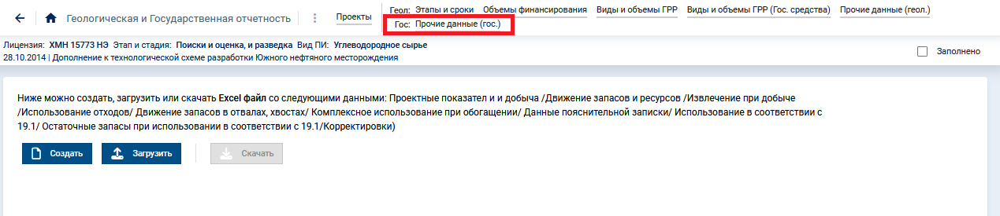 Геологическая и Государственная отчетность
Проекты
Геол: Этапы и сроки Объемы финансирования Виды и объемы ГРР Виды и объемы ГРР (Гос. средства) Прочие данные (геол.)
Гос: Прочие данные (гос.)
Лицензия: ХМН 15773 НЭ Этап и стадия: Поиски и оценка, и разведка Вид ПИ: Углеводородное сырье
28.10.2014 | Дополнение к технологической схеме разработки Южного нефтяного месторождения
Заполнено
Ниже можно создать, загрузить или скачать Excel файл со следующими данными: Проектные показател и и добыча /Движение запасов и ресурсов /Извлечение при добыче
/Использование отходов/ Движение запасов в отвалах, хвостах/ Комплексное использование при обогащении/ Данные пояснительной записки/ Использование в соответствии с
19.1/ Остаточные запасы при использовании в соответствии с 19.1/Корректировки)
Создать Загрузить Скачать